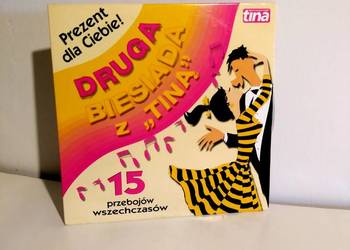 Prezent
dla Ciebie!
tina
DRUGA
BIESIADA
z „TINĄ”
15
przebojów
wszechczasów